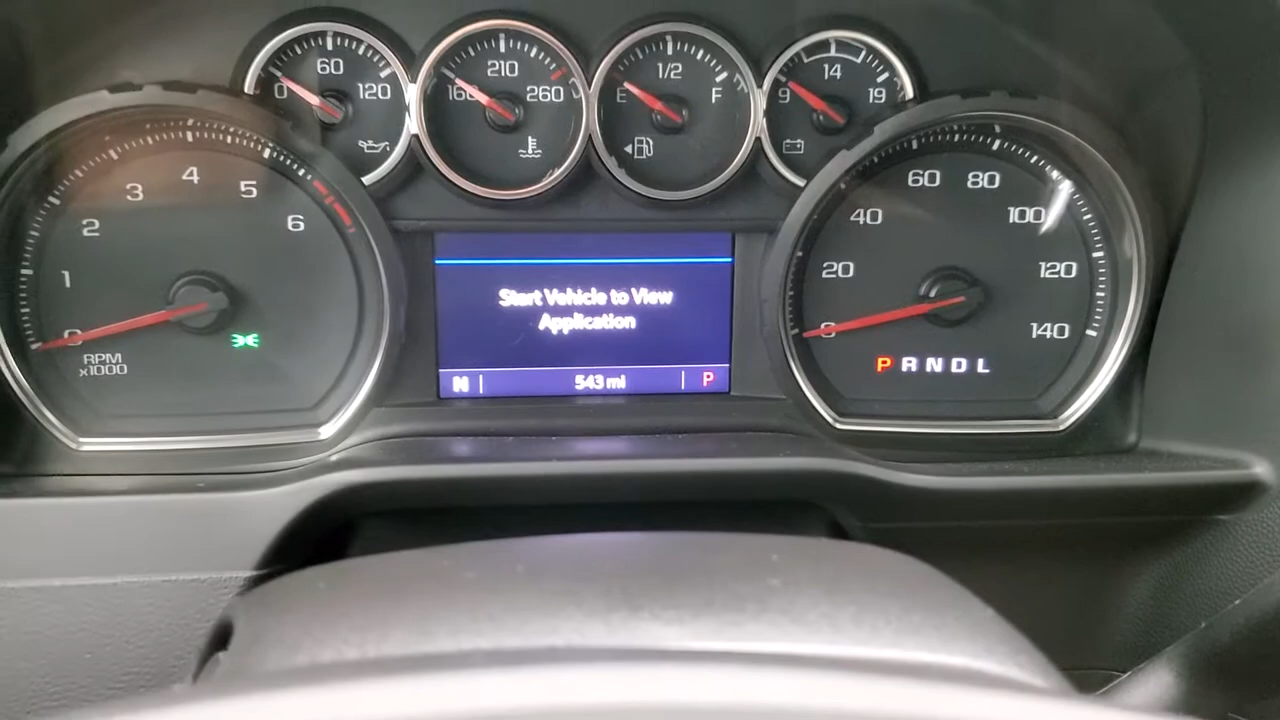 60
0 120
210
160 260
1/2
E F
14
9 19
0 1 2 3 4 5 6
RPM
x1000
Start Vehicle to View
Application
N | 543 mi | P
0 20 40 60 80 100 120 140
P R N D L